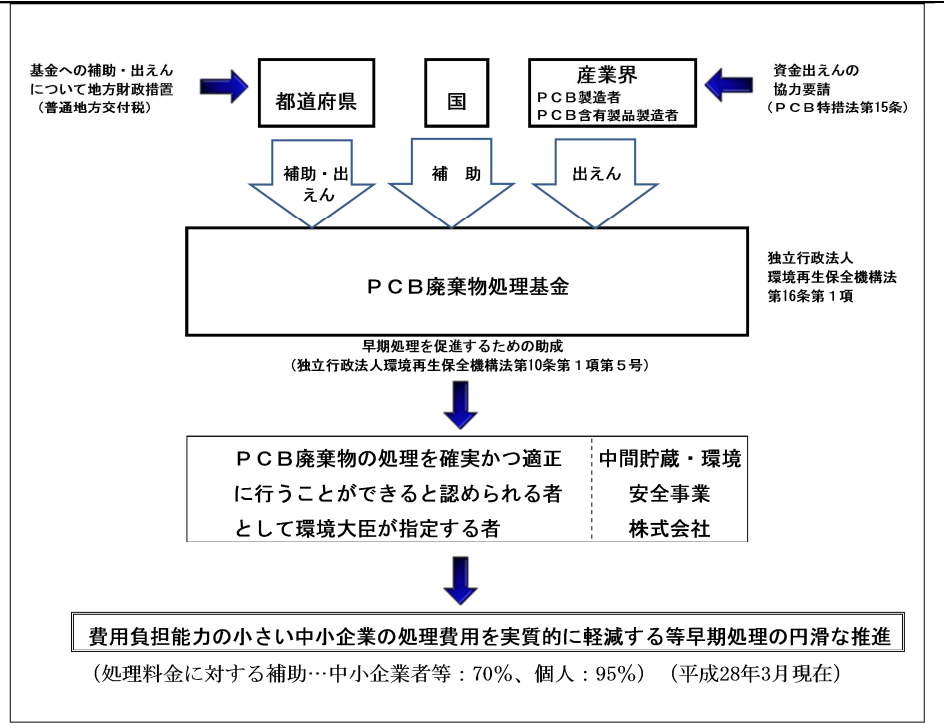 基金への補助・出えん
について地方財政措置
（普通地方交付税）
都道府県
国
産業界
ＰＣＢ製造者
ＰＣＢ含有製品製造者
資金出えんの
協力要請
（ＰＣＢ特措法第15条）
補助・出
えん
補　助
出えん
ＰＣＢ廃棄物処理基金
独立行政法人
環境再生保全機構法
第16条第１項
早期処理を促進するための助成
（独立行政法人環境再生保全機構法第10条第１項第５号）
ＰＣＢ廃棄物の処理を確実かつ適正
に行うことができると認められる者
として環境大臣が指定する者
中間貯蔵・環境
安全事業
株式会社
費用負担能力の小さい中小企業の処理費用を実質的に軽減する等早期処理の円滑な推進
（処理料金に対する補助…中小企業者等：70％、個人：95％）（平成28年3月現在）